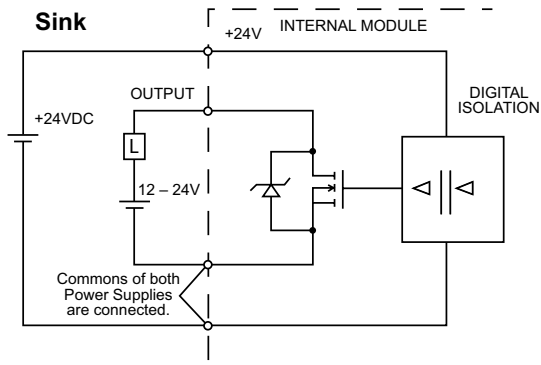 Sink
+24V
INTERNAL MODULE
OUTPUT
DIGITAL
ISOLATION
+24VDC
L
12 – 24V
Commons of both
Power Supplies
are connected.